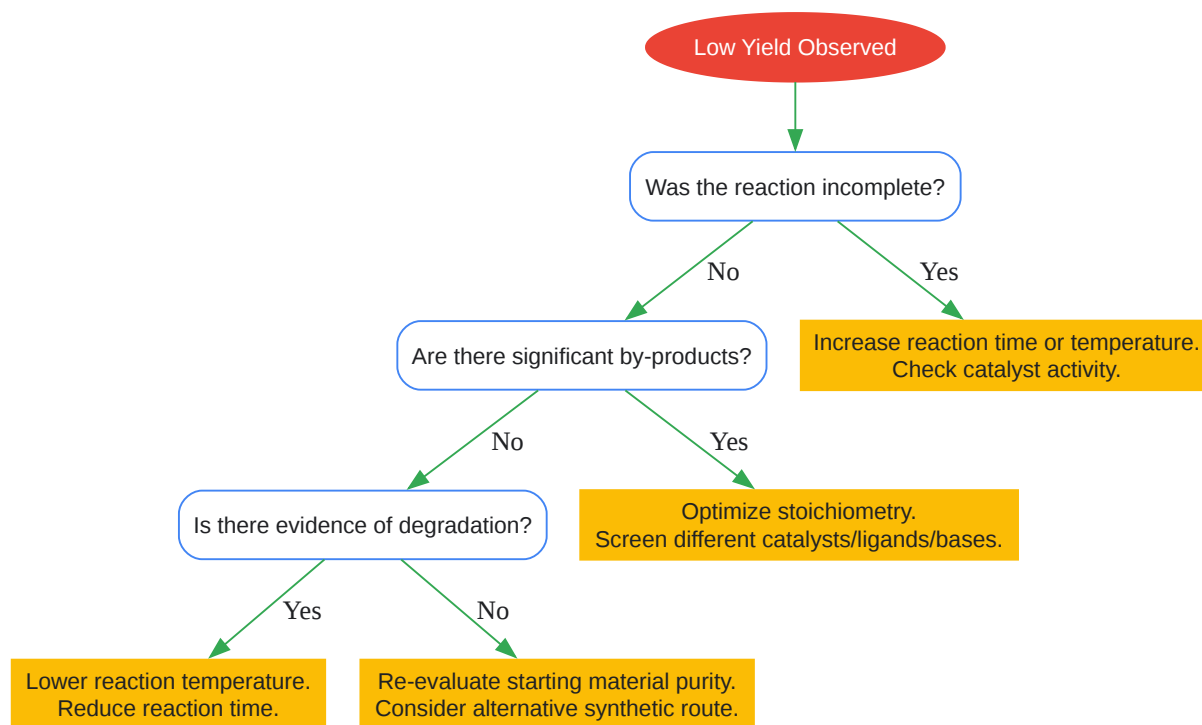 Low Yield Observed
Was the reaction incomplete?
No
Yes
Are there significant by-products?
Increase reaction time or temperature.
Check catalyst activity.
No
Yes
Is there evidence of degradation?
Optimize stoichiometry.
Screen different catalysts/ligands/bases.
Yes
No
Lower reaction temperature.
Reduce reaction time.
Re-evaluate starting material purity.
Consider alternative synthetic route.